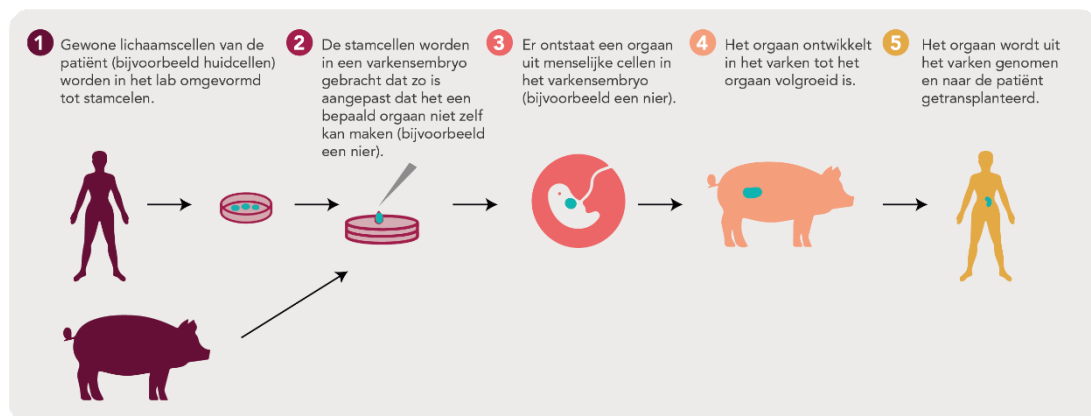 1 Gewone lichaamscellen van de
patiënt (bijvoorbeeld huidcellen)
worden in het lab omgevormd
tot stamcelen.
2 De stamcellen worden
in een varkensembryo
gebracht dat zo is
aangepast dat het een
bepaald orgaan niet zelf
kan maken (bijvoorbeeld
een nier).
3 Er ontstaat een orgaan
uit menselijke cellen in
het varkensembryo
(bijvoorbeeld een nier).
4 Het orgaan ontwikkelt
in het varken tot het
orgaan volgroeid is.
5 Het orgaan wordt uit
het varken genomen
en naar de patiënt
getransplanteerd.